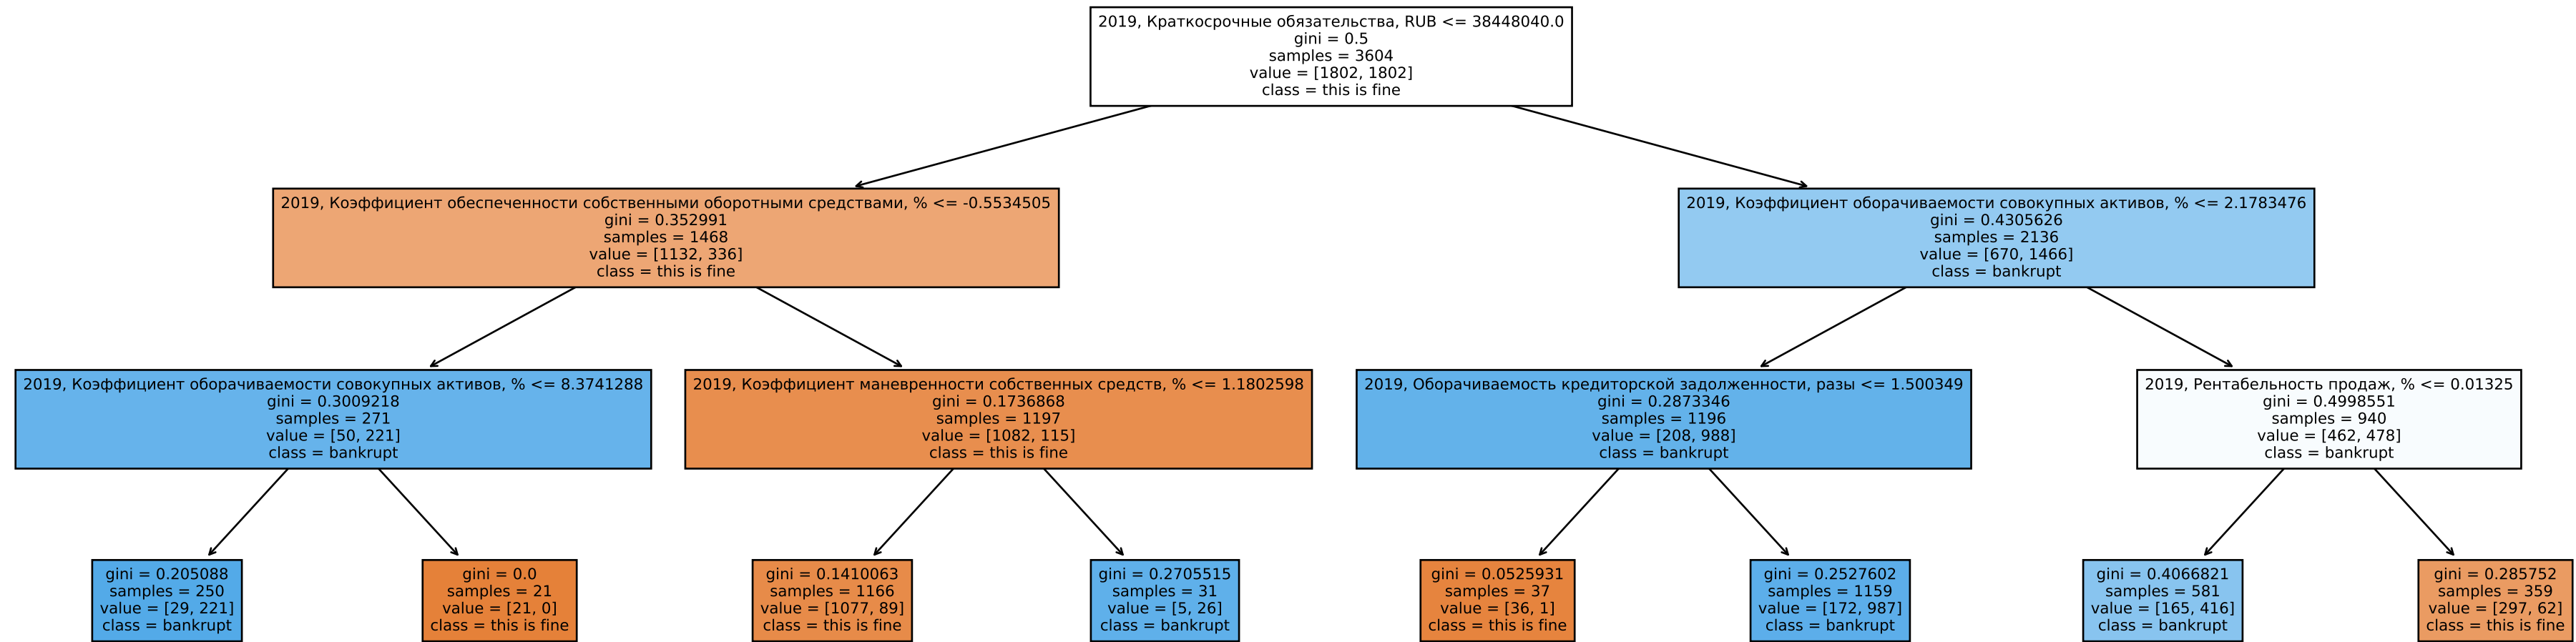 2019, Краткосрочные обязательства, RUB <= 38448040.0
gini = 0.5
samples = 3604
value = [1802, 1802]
class = this is fine
2019, Коэффициент обеспеченности собственными оборотными средствами, % <= -0.5534505
gini = 0.352991
samples = 1468
value = [1132, 336]
class = this is fine
2019, Коэффициент оборачиваемости совокупных активов, % <= 2.1783476
gini = 0.4305626
samples = 2136
value = [670, 1466]
class = bankrupt
2019, Коэффициент оборачиваемости совокупных активов, % <= 8.3741288
gini = 0.3009218
samples = 271
value = [50, 221]
class = bankrupt
2019, Коэффициент маневренности собственных средств, % <= 1.1802598
gini = 0.1736868
samples = 1197
value = [1082, 115]
class = this is fine
2019, Оборачиваемость кредиторской задолженности, разы <= 1.500349
gini = 0.2873346
samples = 1196
value = [208, 988]
class = bankrupt
2019, Рентабельность продаж, % <= 0.01325
gini = 0.4998551
samples = 940
value = [462, 478]
class = bankrupt
gini = 0.205088
samples = 250
value = [29, 221]
class = bankrupt
gini = 0.0
samples = 21
value = [21, 0]
class = this is fine
gini = 0.1410063
samples = 1166
value = [1077, 89]
class = this is fine
gini = 0.2705515
samples = 31
value = [5, 26]
class = bankrupt
gini = 0.0525931
samples = 37
value = [36, 1]
class = this is fine
gini = 0.2527602
samples = 1159
value = [172, 987]
class = bankrupt
gini = 0.4066821
samples = 581
value = [165, 416]
class = bankrupt
gini = 0.285752
samples = 359
value = [297, 62]
class = this is fine